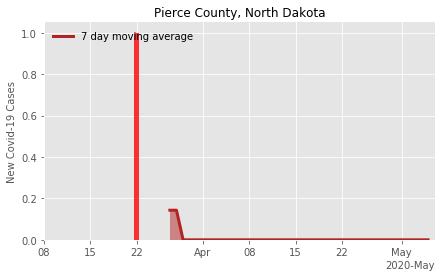 Pierce County, North Dakota
7 day moving average
New Covid-19 Cases
1.0
0.8
0.6
0.4
0.2
0.0
08 15 22 Apr 08 15 22 May
2020-May